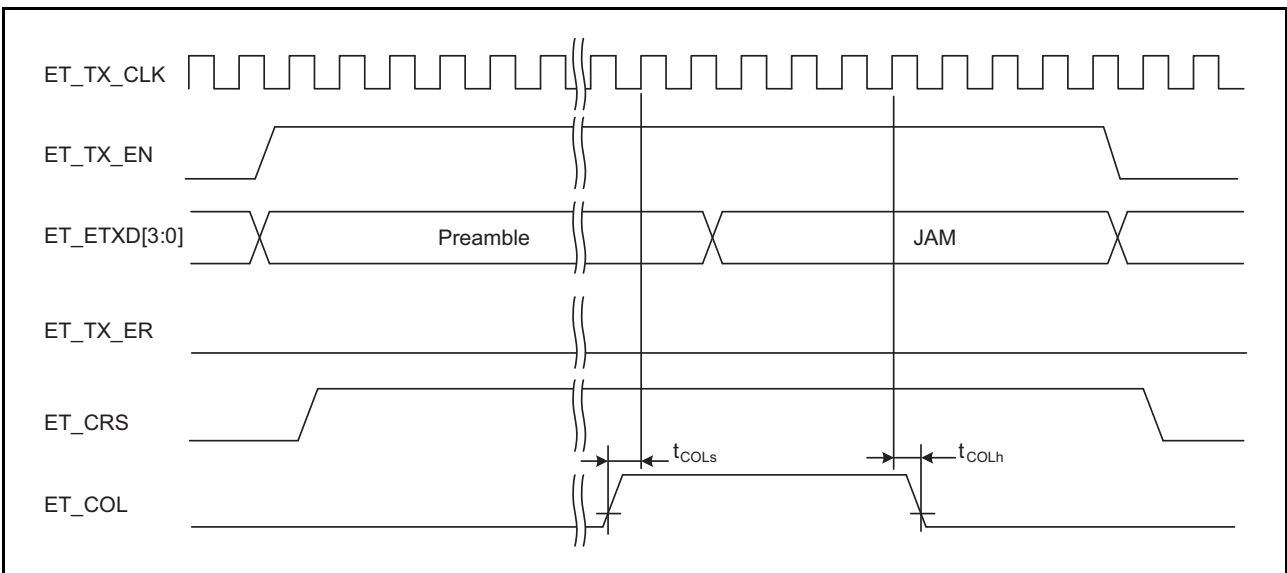 ET_TX_CLK
ET_TX_EN
ET_ETXD[3:0]
Preamble
JAM
ET_TX_ER
ET_CRS
tCOLs
tCOLh
ET_COL